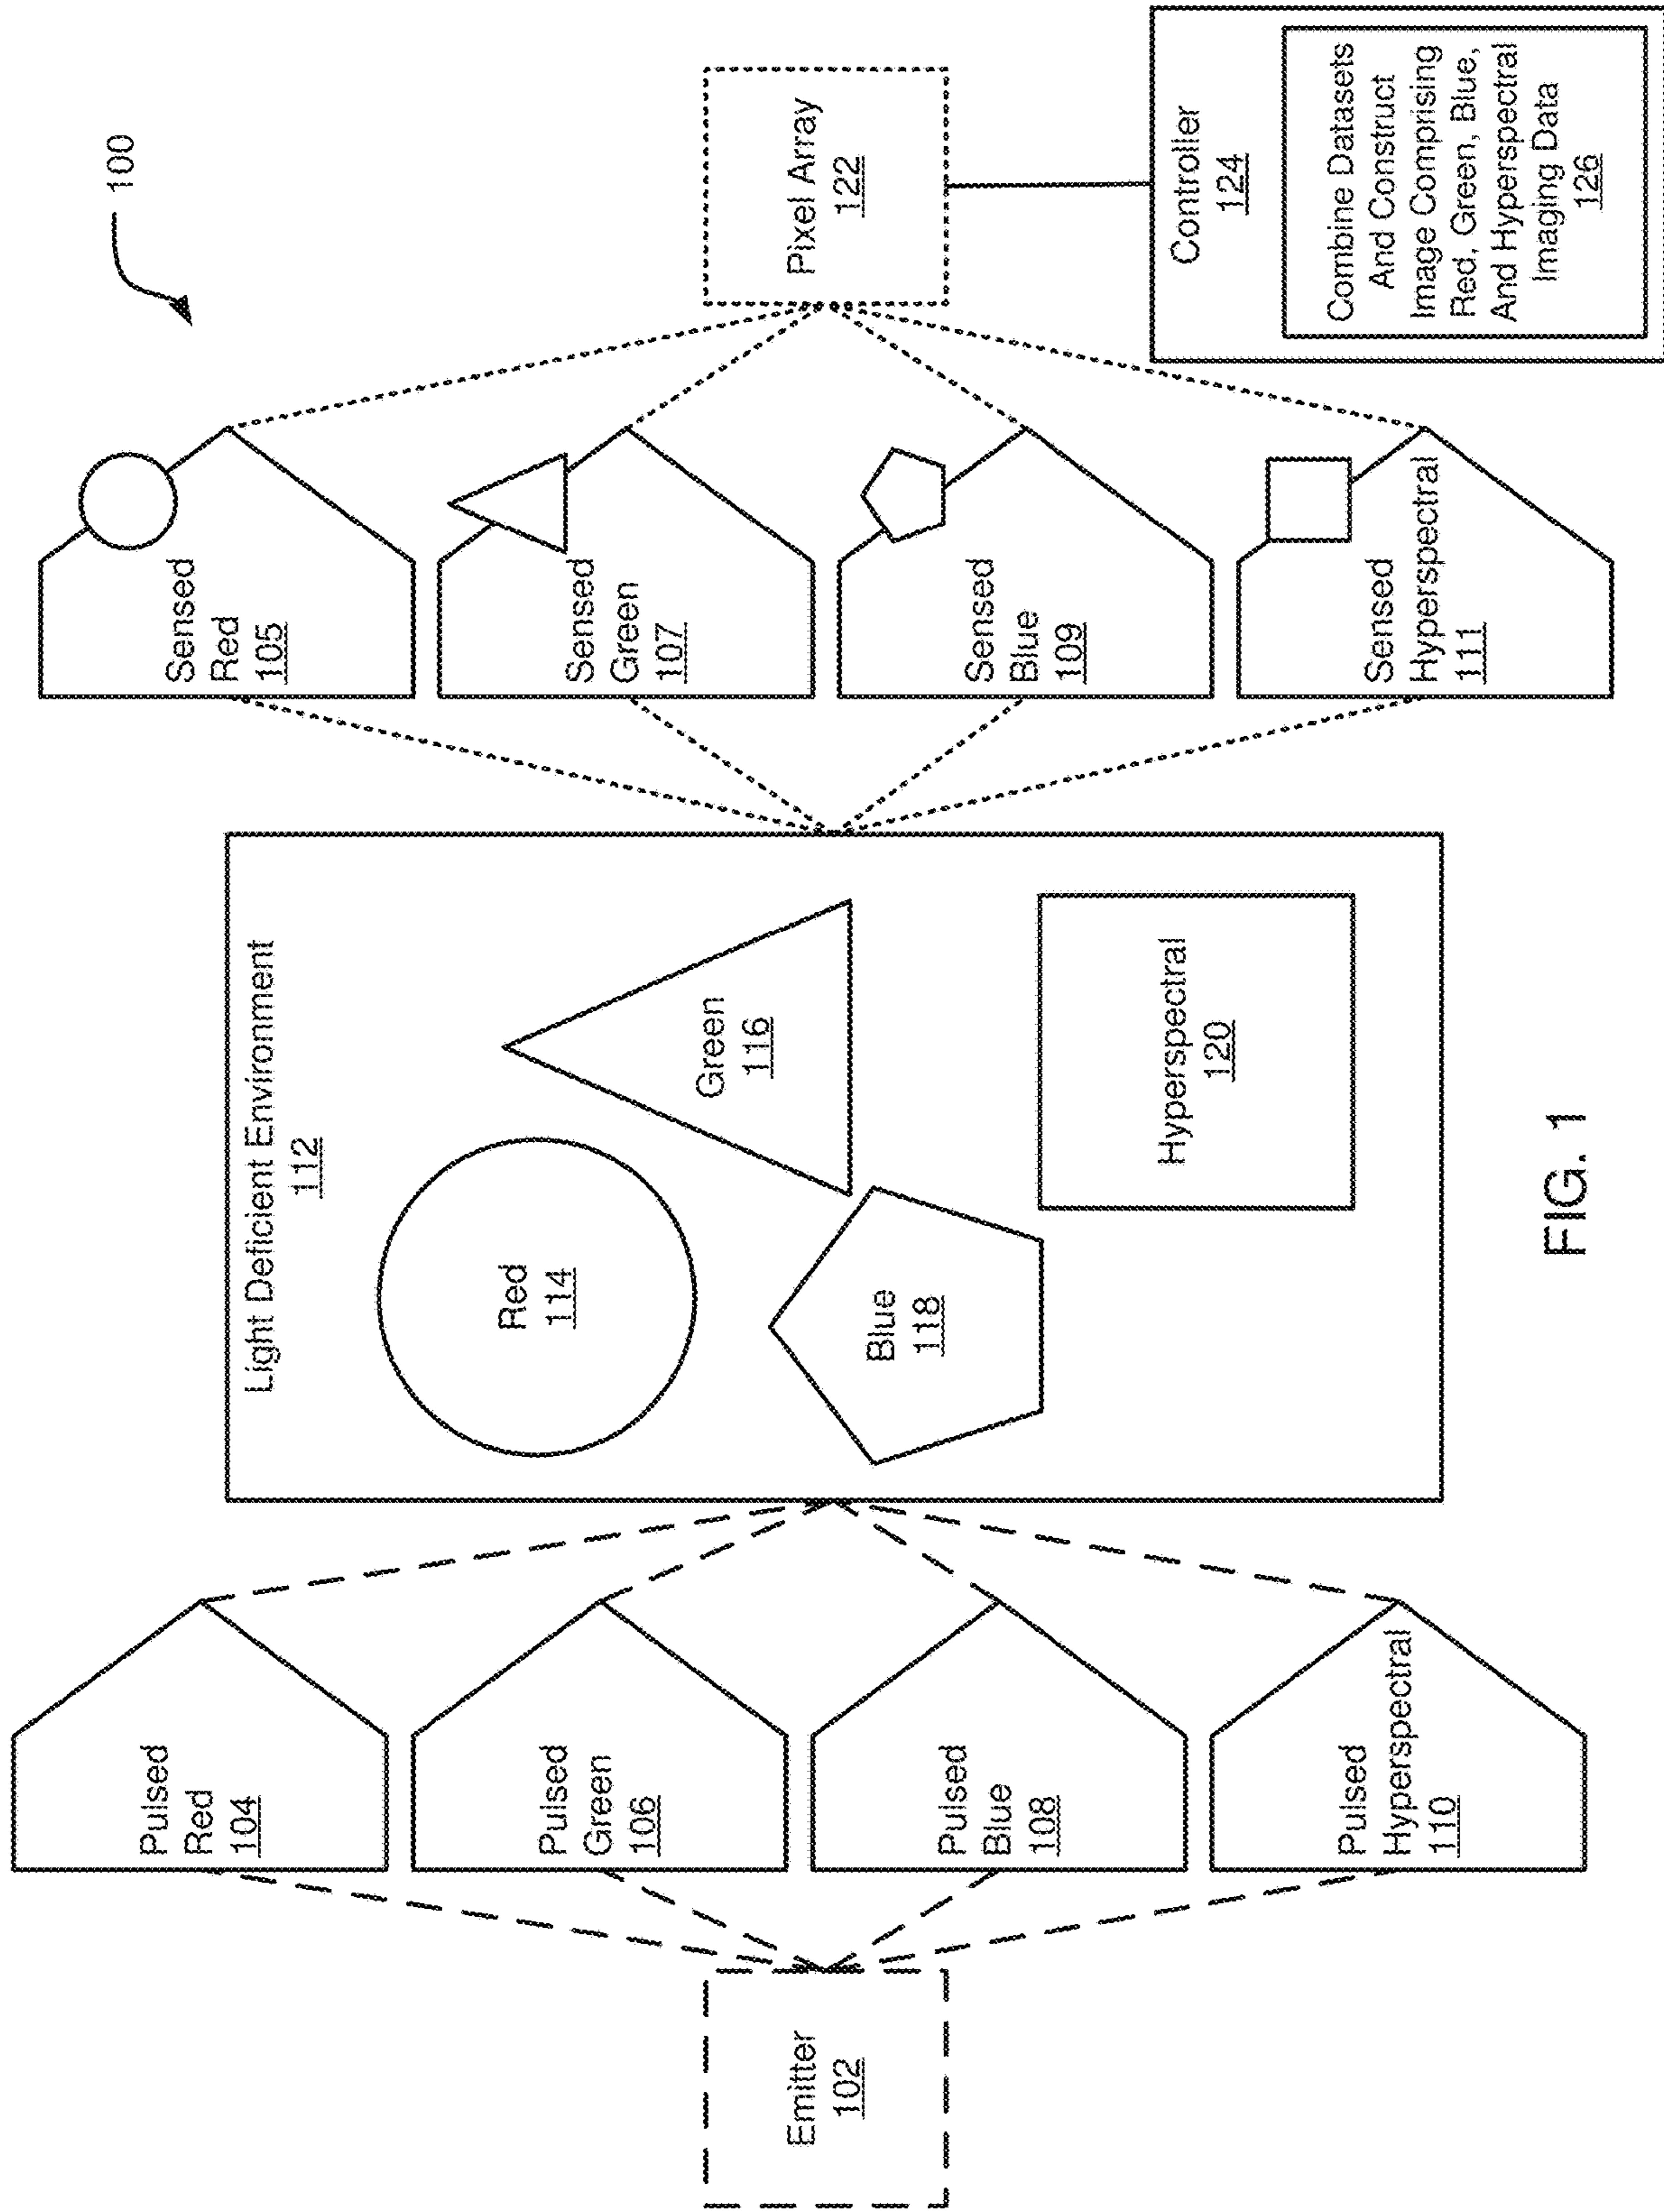 100
Emitter
102
Pulsed
Red
104
Pulsed
Green
106
Pulsed
Blue
108
Pulsed
Hyperspectral
110
Light Deficient Environment
112
Red
114
Green
116
Blue
118
Hyperspectral
120
Sensed
Red
105
Sensed
Green
107
Sensed
Blue
109
Sensed
Hyperspectral
111
Pixel Array
122
Controller
124
Combine Datasets
And Construct
Image Comprising
Red, Green, Blue,
And Hyperspectral
Imaging Data
126
FIG. 1